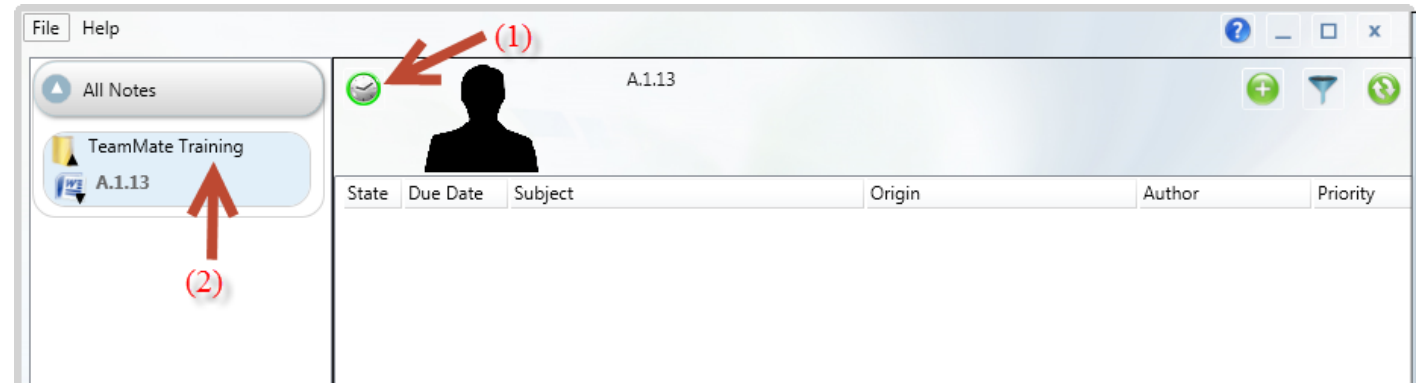 File Help
(1)
All Notes
A.1.13
TeamMate Training
A.1.13
State Due Date Subject Origin Author Priority
(2)